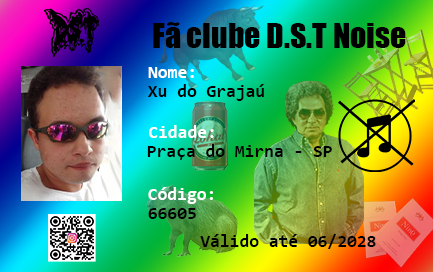 D.S.T
Fã clube D.S.T Noise
Nome:
Xu do Grajaú
Cidade:
Praça do Mirna - SP
Código:
66605
Válido até 06/2028